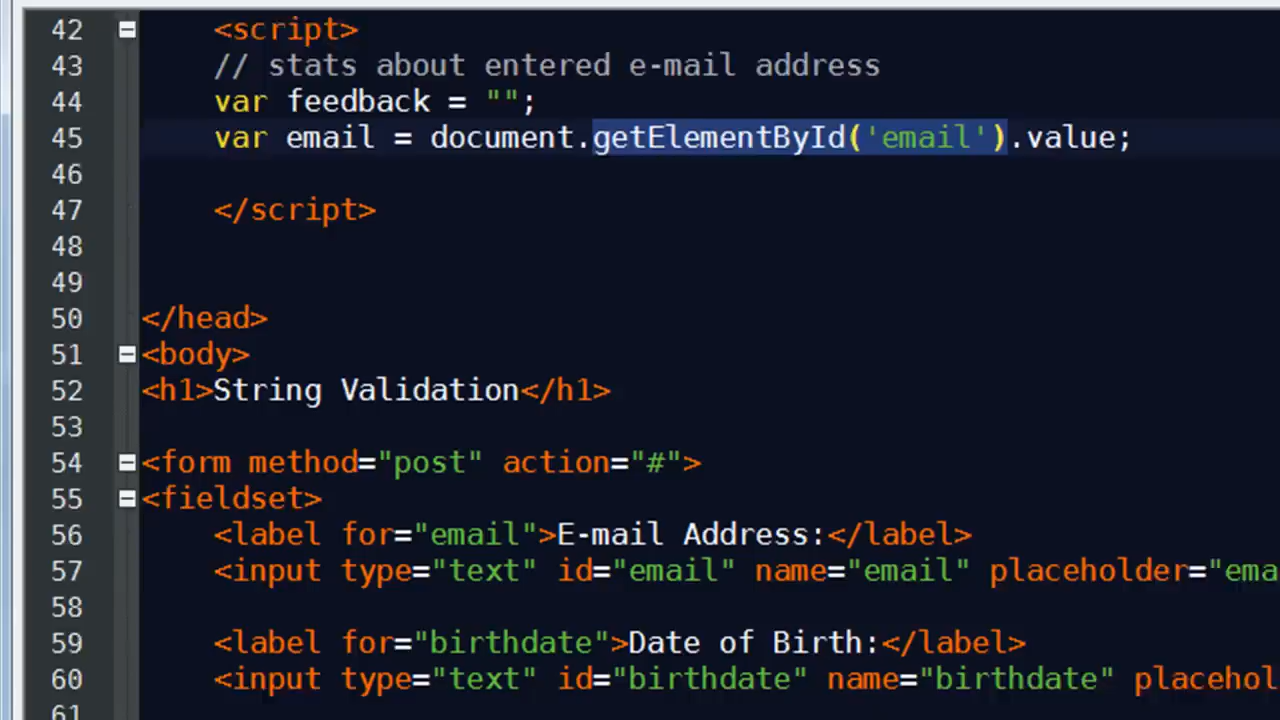 42 <script>
43 // stats about entered e-mail address
44 var feedback = "";
45 var email = document.getElementById('email').value;
46
47 </script>
48
49
50 </head>
51 <body>
52 <h1>String Validation</h1>
53
54 <form method="post" action="#">
55 <fieldset>
56 <label for="email">E-mail Address:</label>
57 <input type="text" id="email" name="email" placeholder="ema
58
59 <label for="birthdate">Date of Birth:</label>
60 <input type="text" id="birthdate" name="birthdate" placehol
61